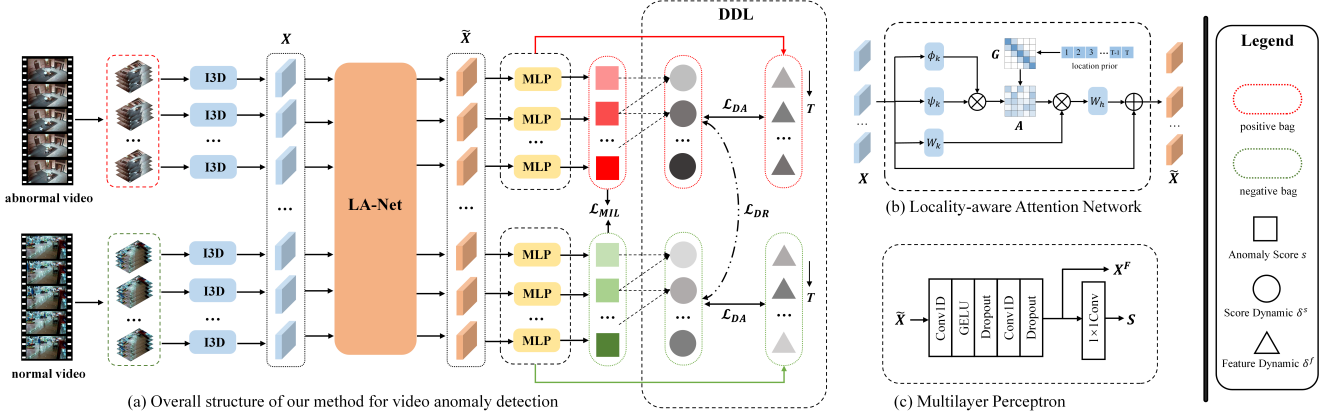 X
X̃
DDL
I3D
MLP
I3D
MLP
T
...
...
...
...
ℒ_DA
I3D
MLP
abnormal video
...
LA-Net
...
ℒ_MIL
ℒ_DR
I3D
MLP
I3D
MLP
T
...
...
...
...
ℒ_DA
I3D
MLP
normal video
(a) Overall structure of our method for video anomaly detection
ϕ_k
G
1 2 3 ... T-1 T
location prior
ψ_k
W_h
...
A
...
W_k
X
X̃
(b) Locality-aware Attention Network
X̃
Conv1D
GELU
Dropout
Conv1D
Dropout
1×1Conv
X^F
S
(c) Multilayer Perceptron
Legend
positive bag
negative bag
Anomaly Score s
Score Dynamic δ^s
Feature Dynamic δ^f